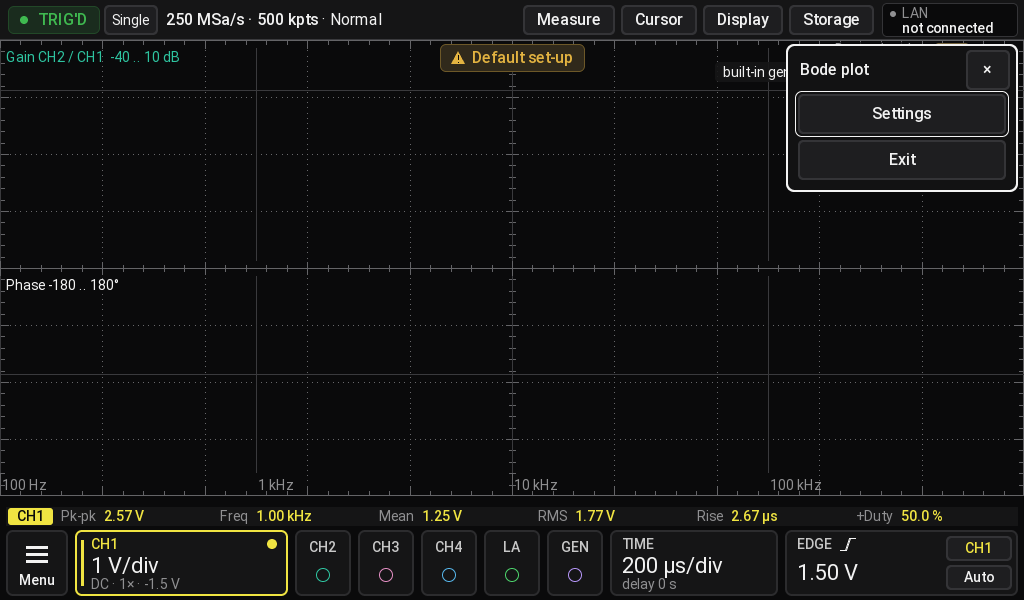 TRIG'D
Single
250 MSa/s · 500 kpts · Normal
Measure
Cursor
Display
Storage
LAN
not connected
Gain CH2 / CH1 -40 .. 10 dB
Default set-up
built-in
Bode plot
×
Settings
Exit
Phase -180 .. 180°
100 Hz
1 kHz
10 kHz
100 kHz
CH1 Pk-pk 2.57 V Freq 1.00 kHz Mean 1.25 V RMS 1.77 V Rise 2.67 µs +Duty 50.0 %
Menu
CH1
1 V/div
DC · 1× · -1.5 V
CH2
CH3
CH4
LA
GEN
TIME
200 µs/div
delay 0 s
EDGE
1.50 V
CH1
Auto